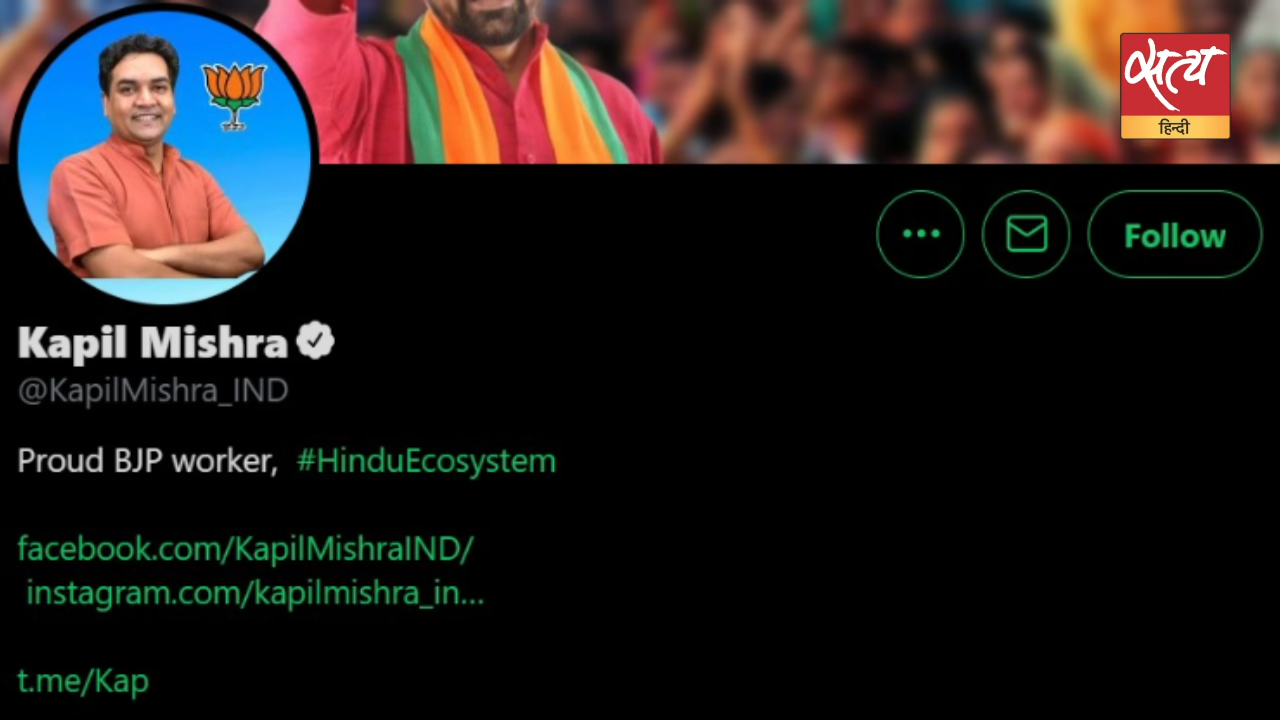 सत्य
हिन्दी
Follow
Kapil Mishra
@KapilMishra_IND
Proud BJP worker, #HinduEcosystem
facebook.com/KapilMishraIND/
instagram.com/kapilmishra_in...
t.me/Kap